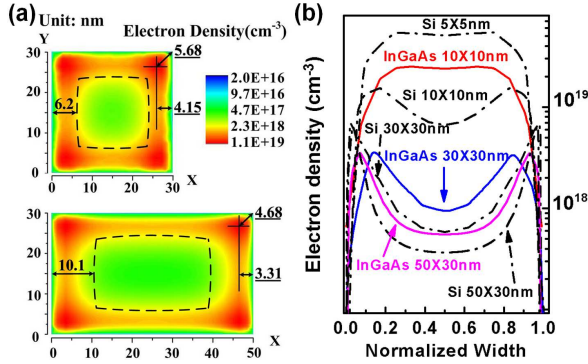 (a)
Unit: nm
Electron Density(cm-3)
Y
30
20
10
0
0
10
20
30
X
6.2
5.68
4.15
2.0E+16
9.7E+16
4.7E+17
2.3E+18
1.1E+19
30
20
10
0
0
10
20
30
40
50
X
10.1
4.68
3.31
(b)
Electron density (cm-3)
Si 5X5nm
InGaAs 10X10nm
Si 10X10nm
Si 30X30nm
InGaAs 30X30nm
InGaAs 50X30nm
Si 50X30nm
10^19
10^18
0.0
0.2
0.4
0.6
0.8
1.0
Normalized Width